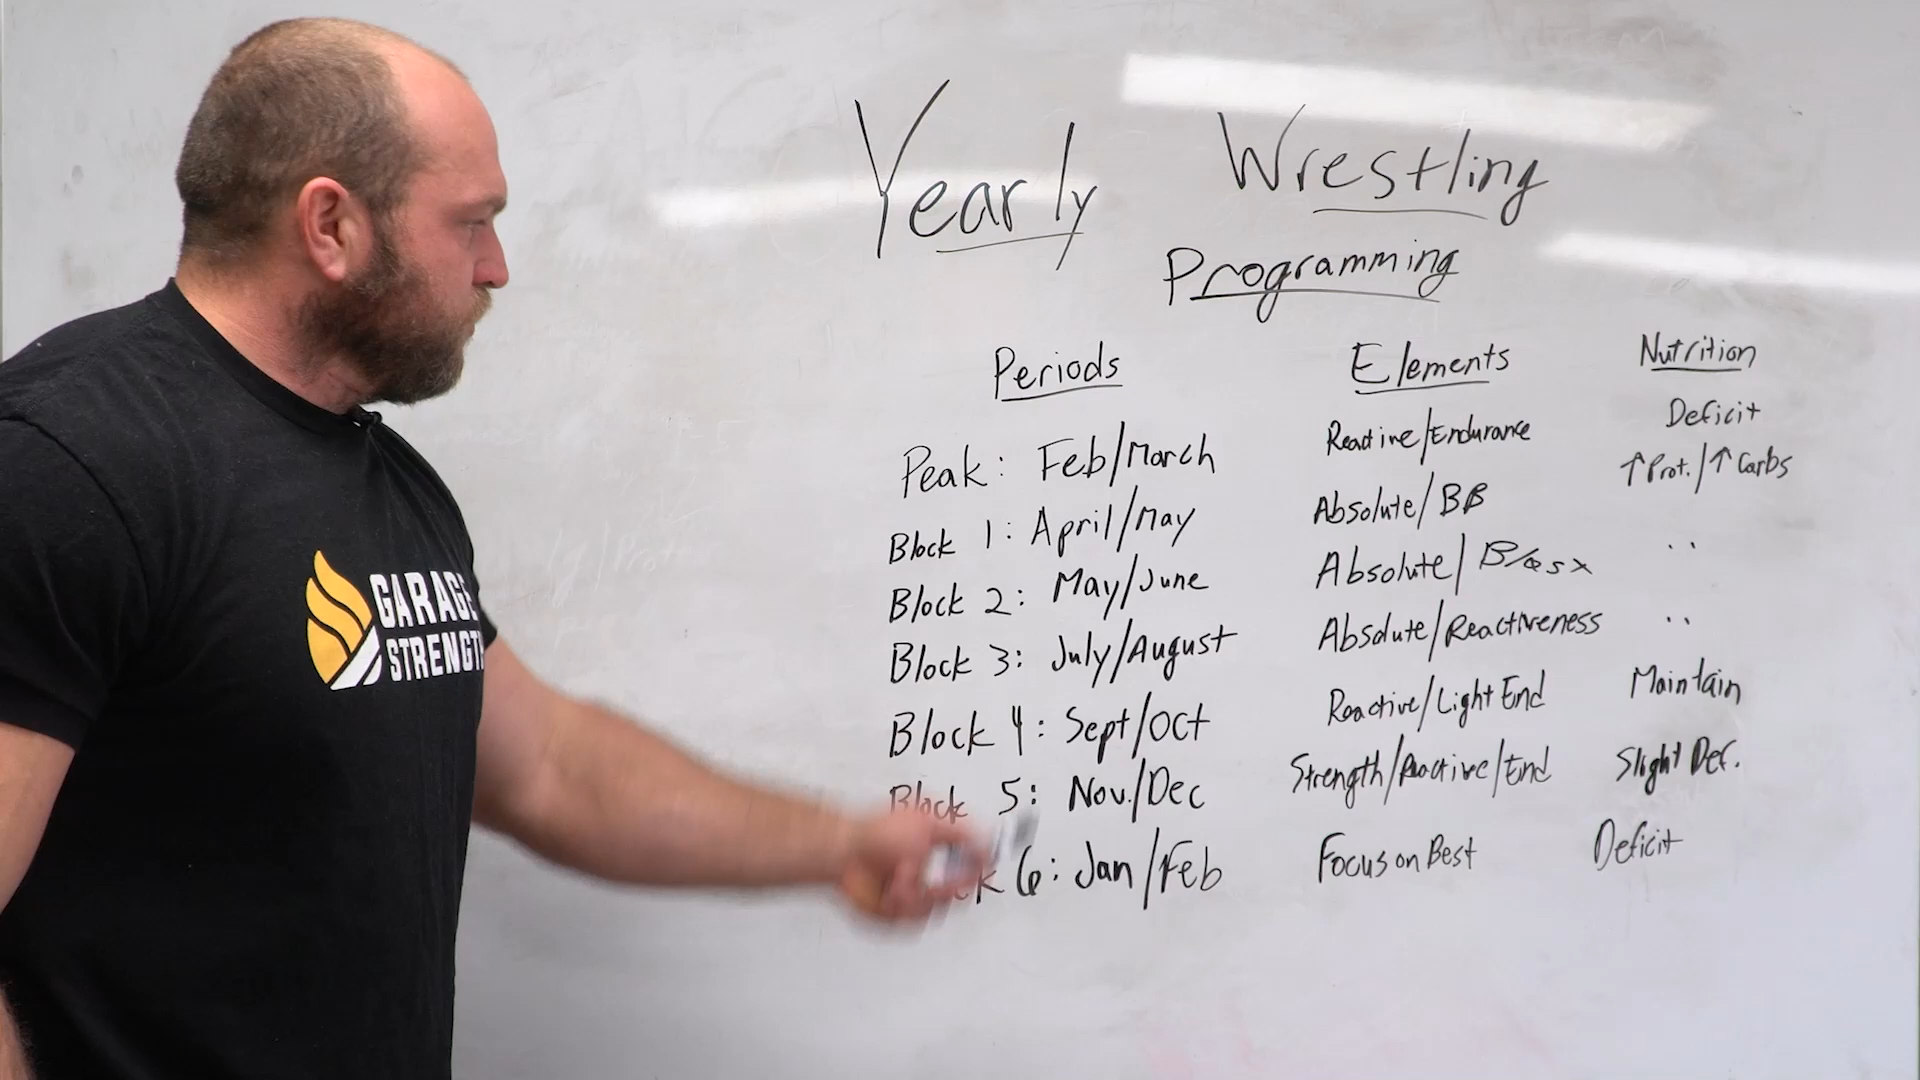 Yearly Wrestling
Programming
Periods Elements Nutrition
Peak: Feb/March Reactive/Endurance Deficit
Block 1: April/May Absolute/BB ↑Prot./↑Carbs
Block 2: May/June Absolute/ ..
Block 3: July/August Absolute/Reactiveness ..
Block 4: Sept/Oct Reactive/Light End Maintain
Block 5: Nov./Dec Strength/Reactive/End Slight Def.
6: Jan/Feb Focus on Best Deficit
GARAGE
STRENGT